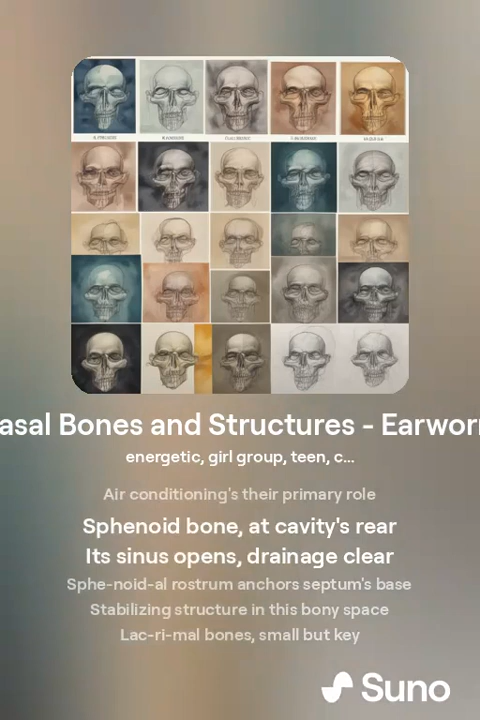 asal Bones and Structures - Earwor
energetic, girl group, teen, c...
Air conditioning's their primary role
Sphenoid bone, at cavity's rear
Its sinus opens, drainage clear
Sphe-noid-al rostrum anchors septum's base
Stabilizing structure in this bony space
Lac-ri-mal bones, small but key
Suno